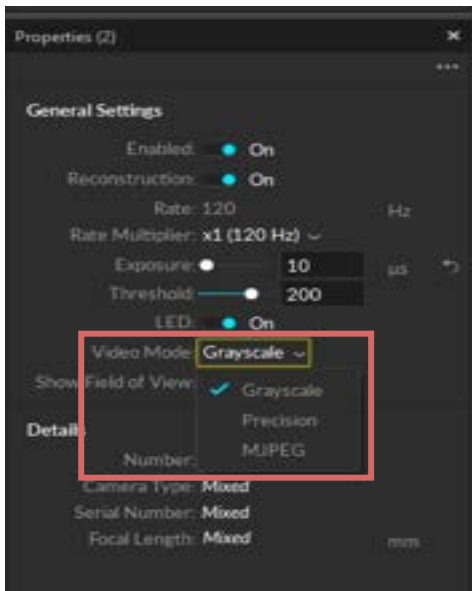 Properties (2)
General Settings
Enabled: On
Reconstruction: On
Rate: 120 Hz
Rate Multiplier: x1 (120 Hz)
Exposure: 10 µs
Threshold: 200
LED: On
Video Mode: Grayscale
Show Field of View:
Grayscale
Precision
Details
MJPEG
Number:
Camera Type: Mixed
Serial Number: Mixed
Focal Length: Mixed mm